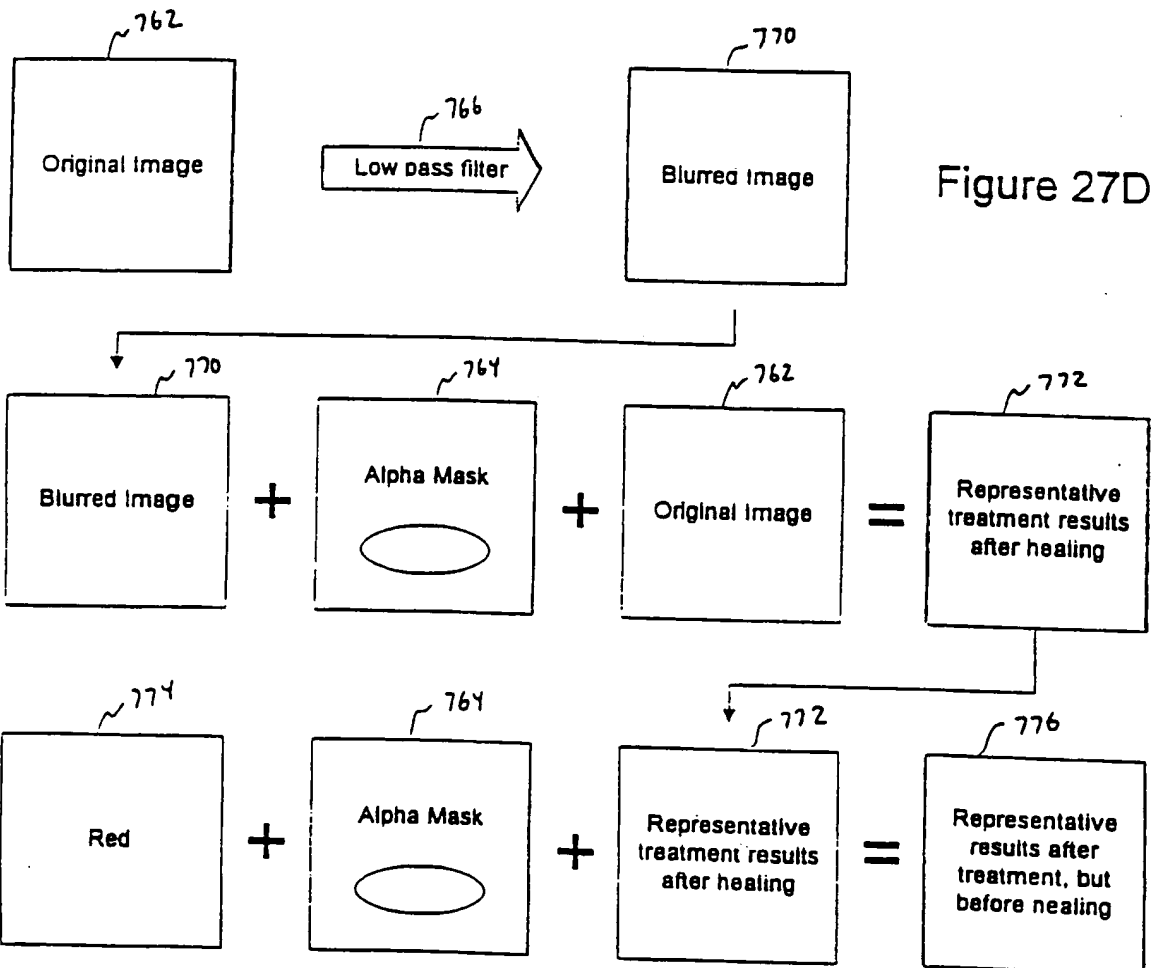 762
770
766
Original Image
Low pass filter
Blurred Image
Figure 27D
770
764
762
772
Blurred Image
+
Alpha Mask
+
Original Image
=
Representative
treatment results
after healing
774
764
772
776
Red
+
Alpha Mask
+
Representative
treatment results
after healing
=
Representative
results after
treatment, but
before nealing